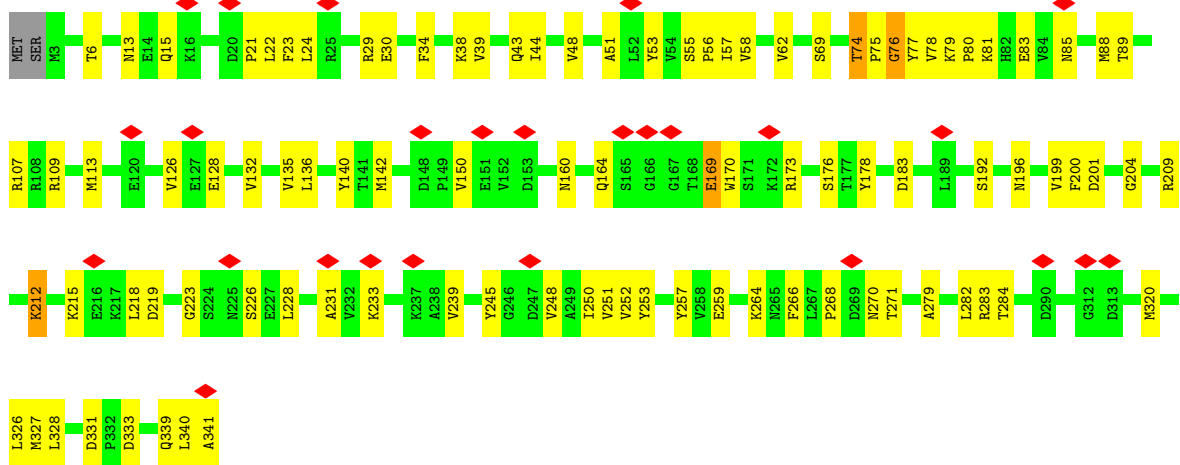 MET SER M3 T6 N13 E14 Q15 K16 D20 P21 L22 F23 L24 R25 R29 E30 F34 K38 V39 Q43 I44 V48 A51 L52 Y53 V54 S55 P56 I57 V58 V62 S69 T74 P75 G76 Y77 V78 K79 P80 K81 H82 E83 V84 N85 M88 T89
R107 R108 R109 M113 E120 V126 E127 E128 V132 V135 L136 Y140 T141 M142 D148 P149 V150 E151 V152 D153 N160 Q164 S165 G166 G167 T168 E169 W170 S171 K172 R173 S176 T177 Y178 D183 L189 S192 N196 V199 F200 D201 G204 R209
K212 K215 E216 K217 L218 D219 G223 S224 N225 S226 E227 L228 A231 V232 K233 K237 A238 V239 Y245 G246 D247 V248 A249 I250 V251 V252 Y253 Y257 V258 E259 K264 N265 F266 L267 P268 D269 N270 T271 A279 L282 R283 T284 D290 G312 D313 M320
L326 M327 L328 D331 P332 D333 Q339 L340 A341